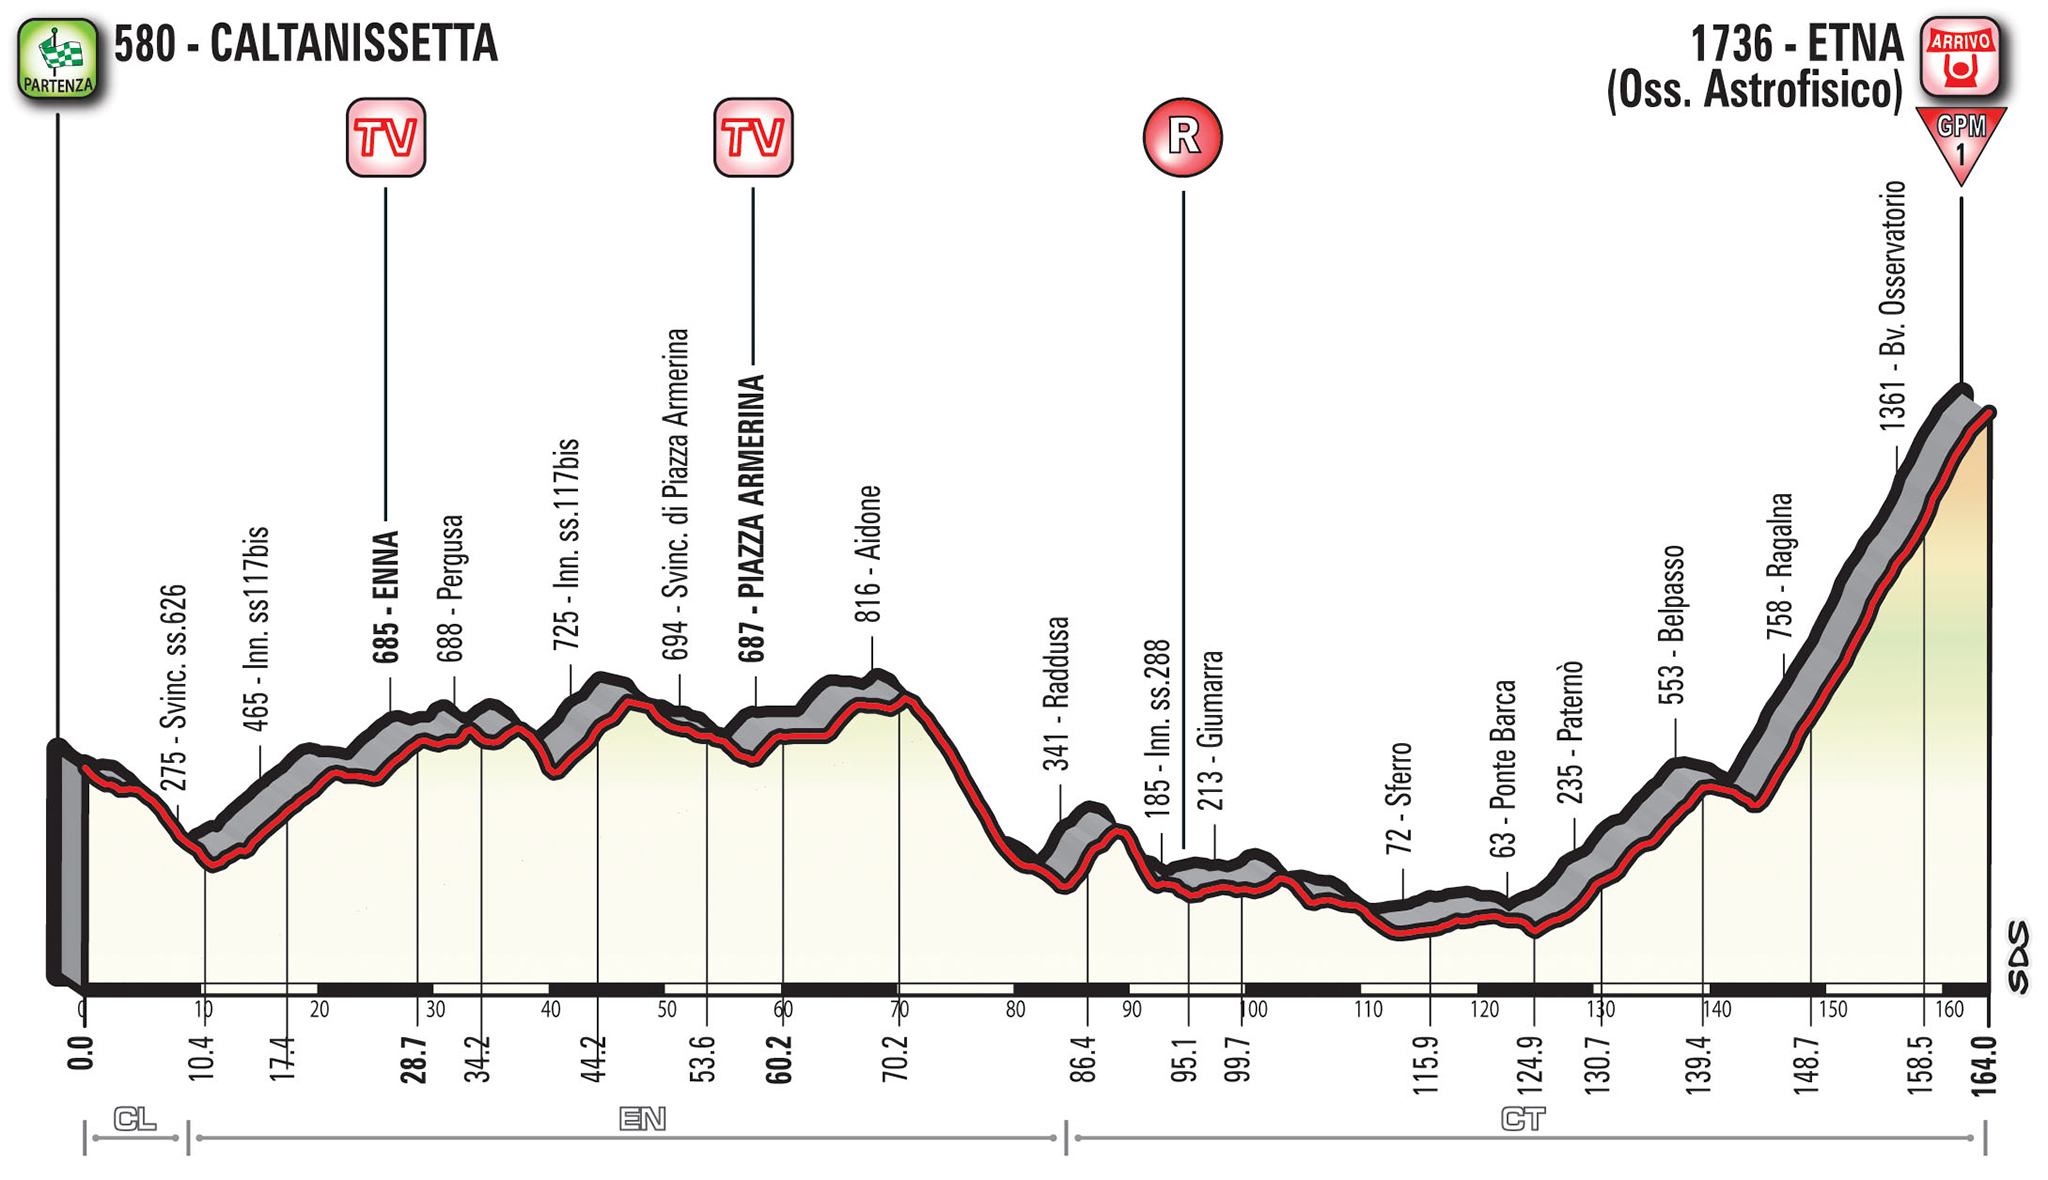 PARTENZA
580 - CALTANISSETTA
1736 - ETNA
(Oss. Astrofisico)
ARRIVO
GPM
1
TV
TV
R
275 - Svinc. ss.626
465 - Inn. ss117bis
685 - ENNA
688 - Pergusa
725 - Inn. ss.117bis
694 - Svinc. di Piazza Armerina
687 - PIAZZA ARMERINA
816 - Aidone
341 - Raddusa
185 - Inn. ss.288
213 - Giumarra
72 - Sferro
63 - Ponte Barca
235 - Paternò
553 - Belpasso
758 - Ragalna
1361 - Bv. Osservatorio
SDS
0 10 20 30 40 50 60 70 80 90 100 110 120 130 140 150 160
0.0 10.4 17.4 28.7 34.2 44.2 53.6 60.2 70.2 86.4 95.1 99.7 115.9 124.9 130.7 139.4 148.7 158.5 164.0
CL EN CT